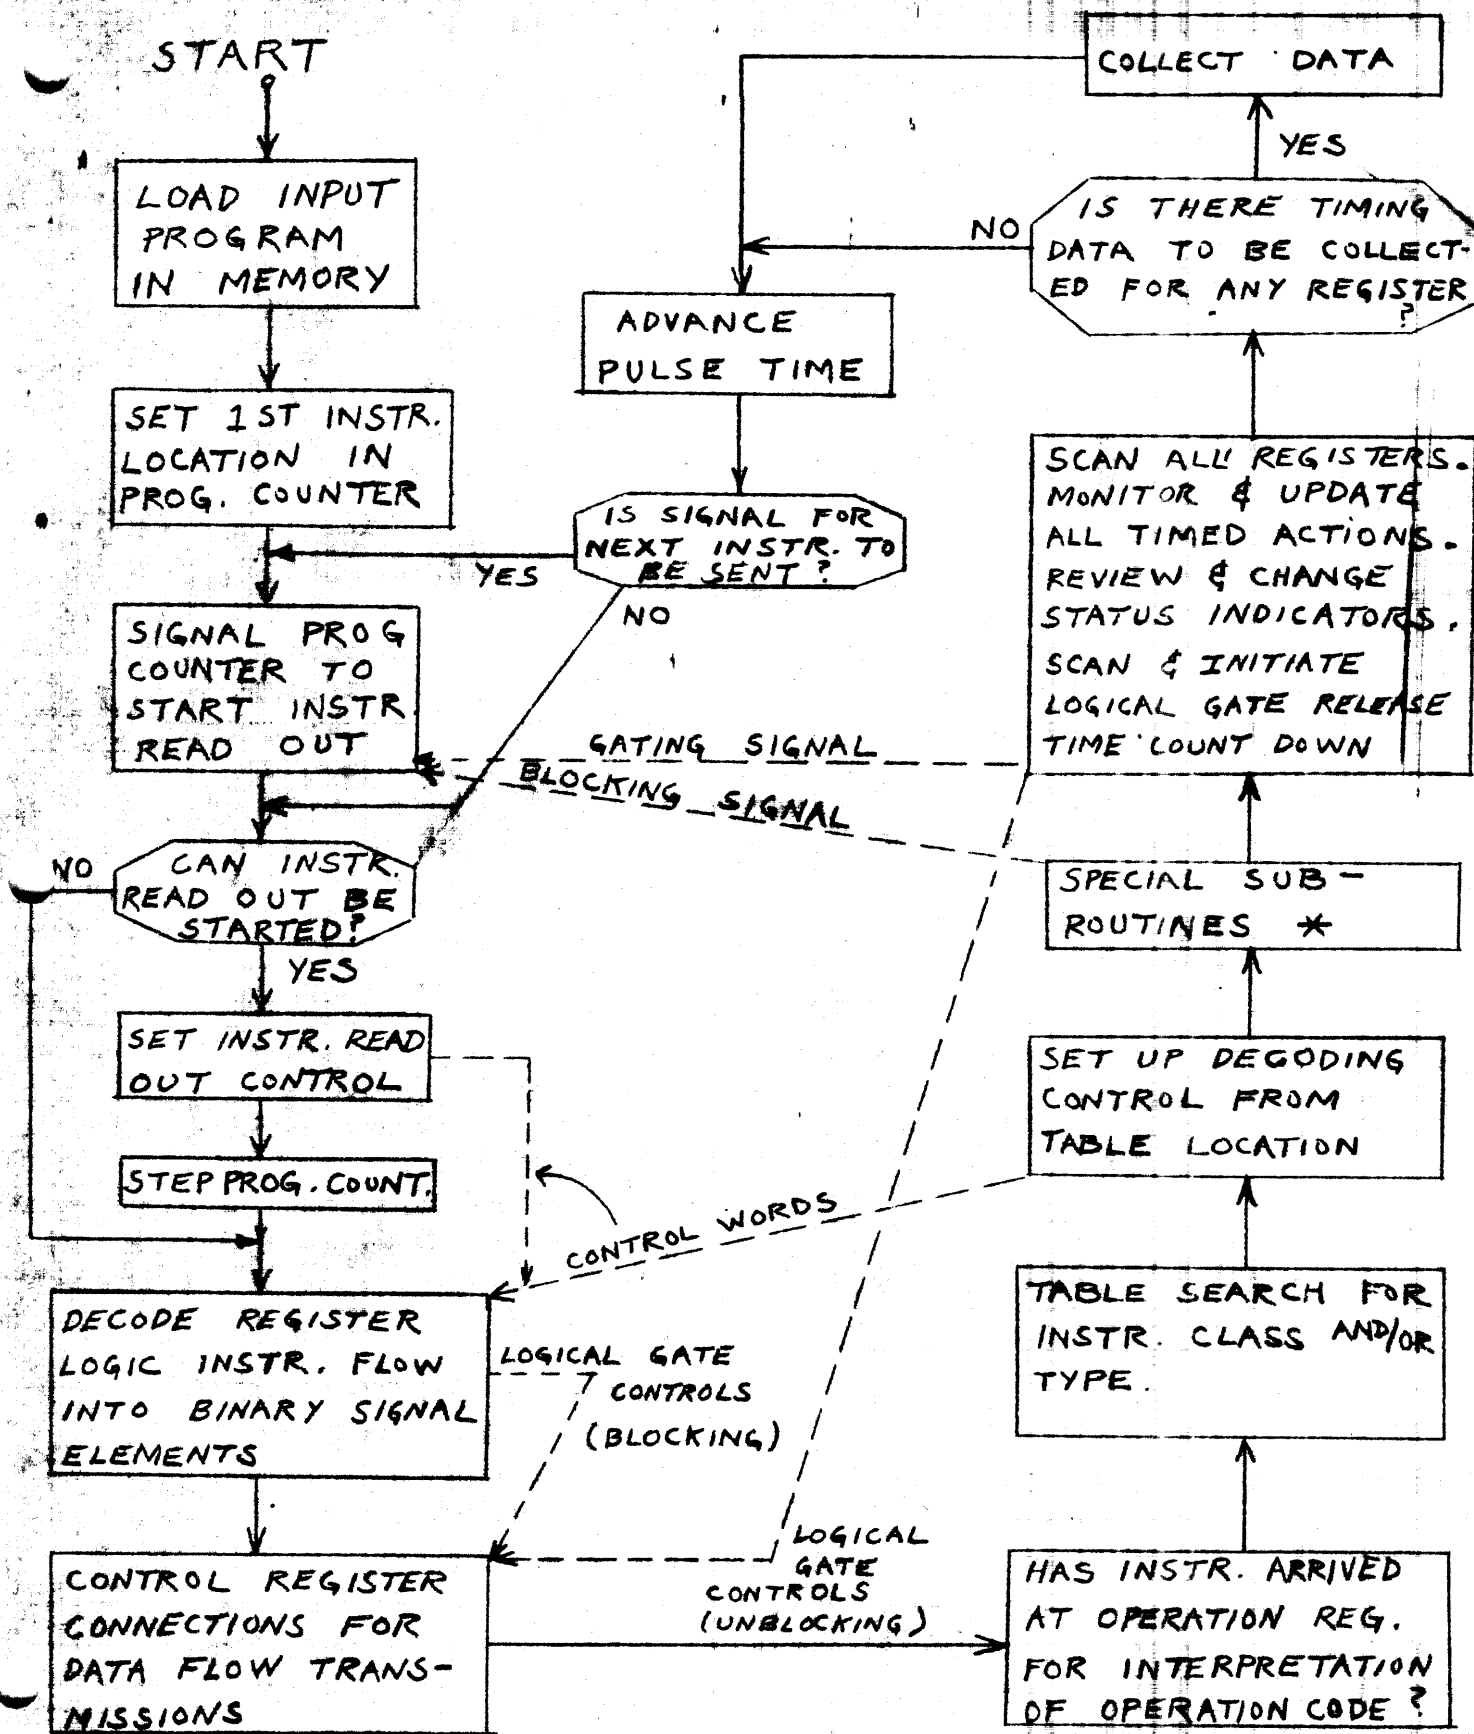 START
LOAD INPUT
PROGRAM
IN MEMORY
SET 1ST INSTR.
LOCATION IN
PROG. COUNTER
SIGNAL PROG
COUNTER TO
START INSTR.
READ OUT
CAN INSTR.
READ OUT BE
STARTED?
NO
YES
SET INSTR. READ
OUT CONTROL
STEP PROG. COUNT.
DECODE REGISTER
LOGIC INSTR. FLOW
INTO BINARY SIGNAL
ELEMENTS
CONTROL REGISTER
CONNECTIONS FOR
DATA FLOW TRANS-
MISSIONS
LOGICAL GATE
CONTROLS
(BLOCKING)
CONTROL WORDS
LOGICAL
GATE
CONTROLS
(UNBLOCKING)
HAS INSTR. ARRIVED
AT OPERATION REG.
FOR INTERPRETATION
OF OPERATION CODE?
TABLE SEARCH FOR
INSTR. CLASS AND/OR
TYPE.
SET UP DECODING
CONTROL FROM
TABLE LOCATION
SPECIAL SUB-
ROUTINES *
BLOCKING SIGNAL
GATING SIGNAL
SCAN ALL REGISTERS.
MONITOR & UPDATE
ALL TIMED ACTIONS.
REVIEW & CHANGE
STATUS INDICATORS.
SCAN & INITIATE
LOGICAL GATE RELEASE
TIME COUNT DOWN
IS THERE TIMING
DATA TO BE COLLECT-
ED FOR ANY REGISTER
?
NO
YES
COLLECT DATA
ADVANCE
PULSE TIME
IS SIGNAL FOR
NEXT INSTR. TO
BE SENT?
YES
NO